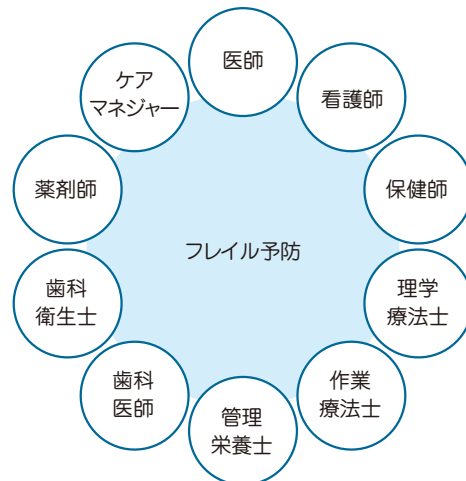 医師
看護師
保健師
理学
療法士
作業
療法士
管理
栄養士
歯科
医師
歯科
衛生士
薬剤師
ケア
マネジャー
フレイル予防